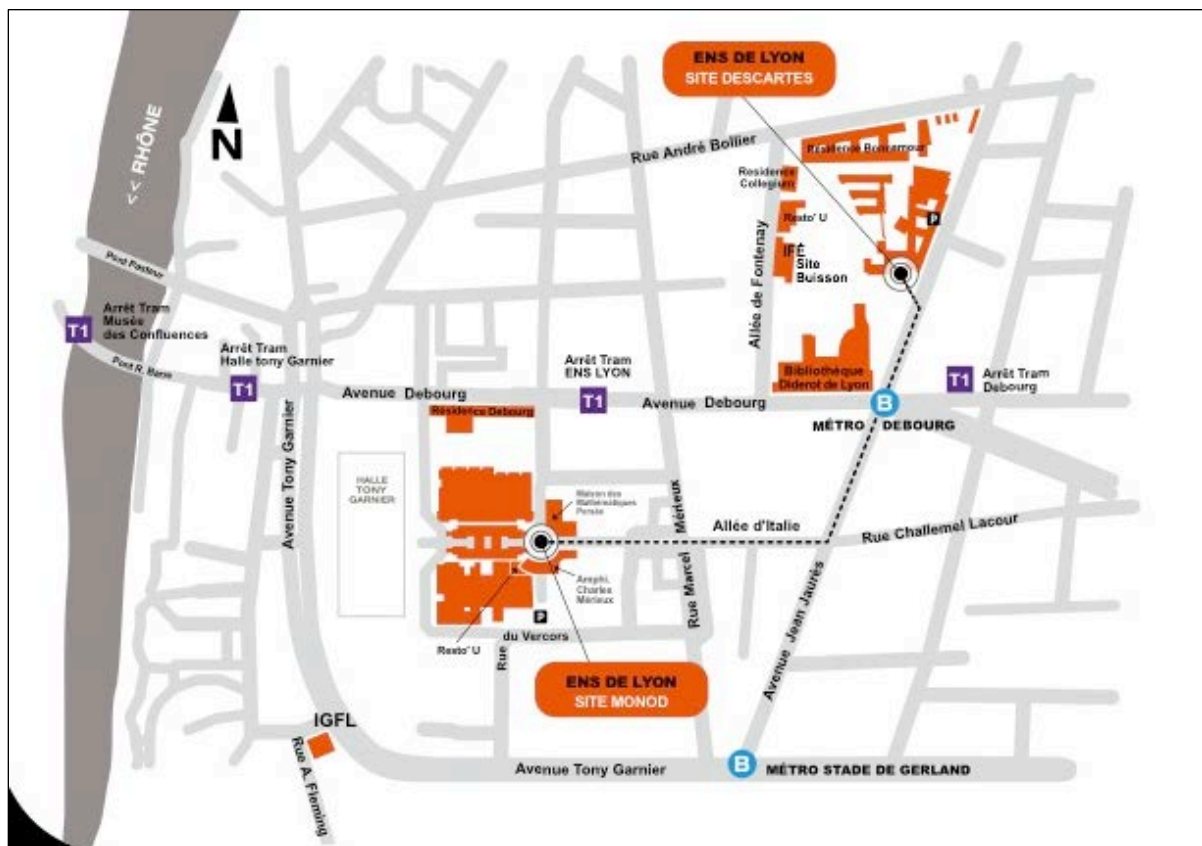 ENS DE LYON
SITE DESCARTES
<< RHÔNE
N
Rue André Bollier
Résidence Bonnamour
Residence
Collegium
Resto' U
P
IFÉ
Site
Buisson
Allée de Fontenay
Pont Pasteur
T1
Arrêt Tram
Musée
des Confluences
Arrêt Tram
Halle tony Garnier
T1
Pont R. Barre
Arrêt Tram
ENS LYON
T1
Bibliothèque
Diderot de Lyon
T1
Arrêt Tram
Debourg
Avenue Debourg
Avenue Debourg
B
MÉTRO DEBOURG
Résidence Debourg
Avenue Tony Garnier
HALLE
TONY
GARNIER
Maison des
Mathématiques
Persée
Rue Marcel Mérieux
Allée d'Italie
Rue Challemel Lacour
Amphi.
Charles
Mérieux
P
Resto' U
Rue du Vercors
Avenue Jean Jaurès
ENS DE LYON
SITE MONOD
IGFL
Rue A. Fleming
Avenue Tony Garnier
B
MÉTRO STADE DE GERLAND